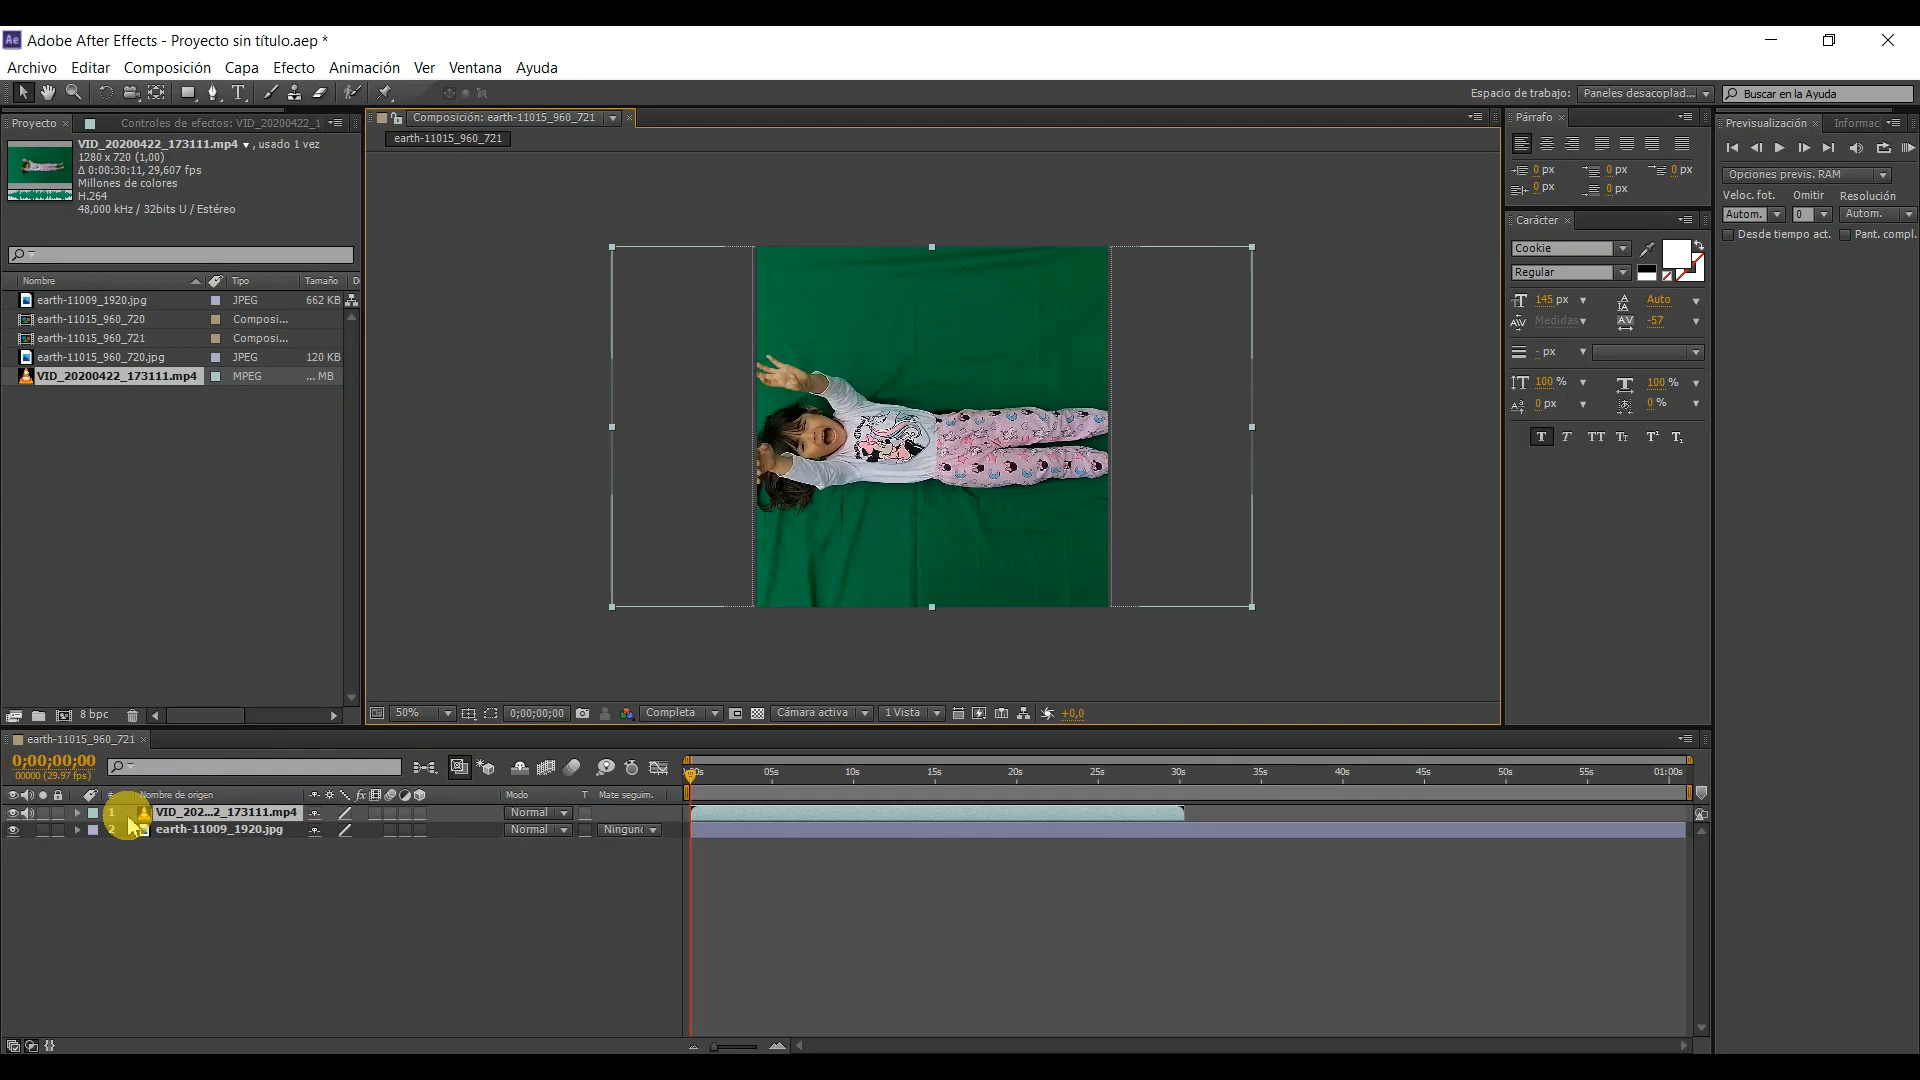 Adobe After Effects - Proyecto sin título.aep *
Archivo Editar Composición Capa Efecto Animación Ver Ventana Ayuda
Espacio de trabajo: Paneles desacoplad... Buscar en la Ayuda
Proyecto × Controles de efectos: VID_20200422_1
VID_20200422_173111.mp4 ▼ , usado 1 vez
1280 x 720 (1,00)
Δ 0:00:30:11, 29,607 fps
Millones de colores
H.264
48,000 kHz / 32bits U / Estéreo
Nombre Tipo Tamaño D
earth-11009_1920.jpg JPEG 662 KB
earth-11015_960_720 Composi...
earth-11015_960_721 Composi...
earth-11015_960_720.jpg JPEG 120 KB
VID_20200422_173111.mp4 MPEG ... MB
8 bpc
Composición: earth-11015_960_721
earth-11015_960_721
50% 0;00;00;00 Completa Cámara activa 1 Vista +0,0
Párrafo ×
0 px 0 px 0 px
0 px 0 px
Carácter ×
Cookie
Regular
145 px Auto
Medidas -57
- px
100 % 100 %
0 px 0 %
T T TT Tt T¹ T,
Previsualización × Informac
Opciones previs. RAM
Veloc. fot. Omitir Resolución
Autom. 0 Autom.
Desde tiempo act. Pant. compl.
earth-11015_960_721 ×
0;00;00;00
00000 (29.97 fps)
# Nombre de origen fx Modo T Mate seguim.
1 VID_202...2_173111.mp4 Normal
2 earth-11009_1920.jpg Normal Ninguno
:00s 05s 10s 15s 20s 25s 30s 35s 40s 45s 50s 55s 01:00s